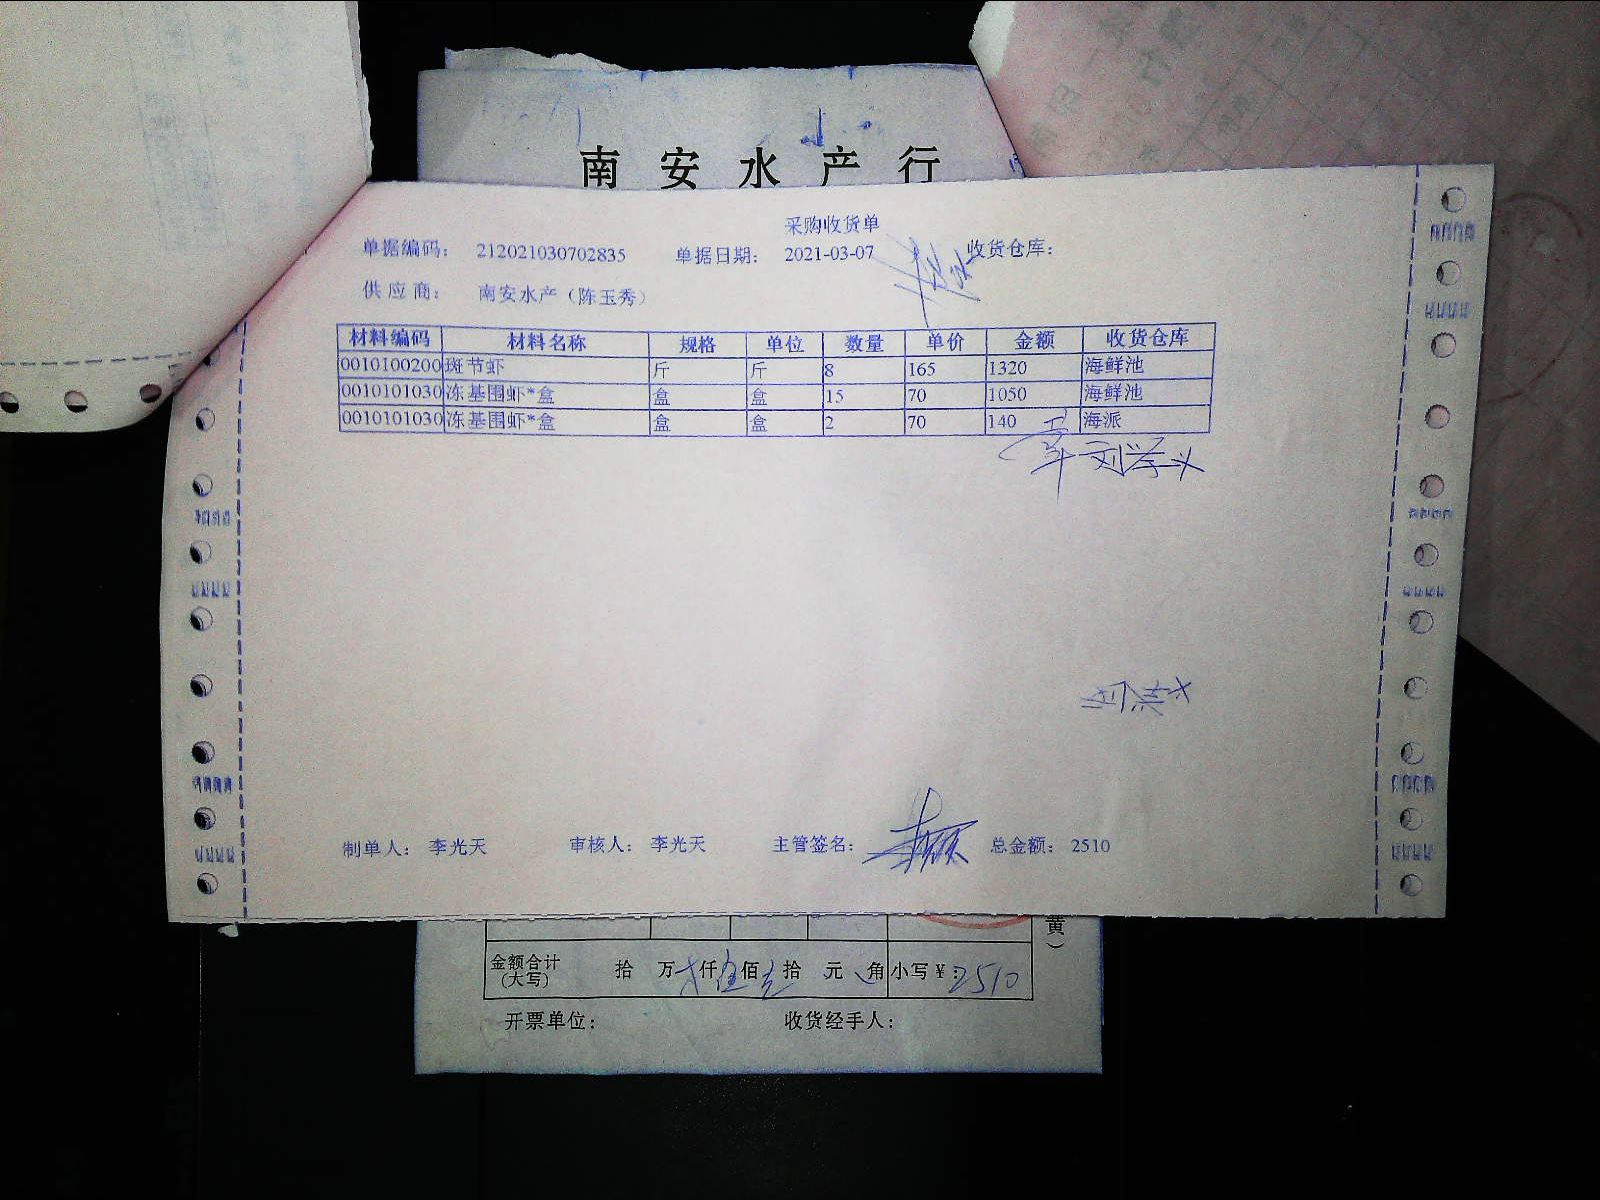 南安水产行
采购收货单
单据编码： 212021030702835 单据日期： 2021-03-07 收货仓库：
供应商： 南安水产（陈玉秀）
材料编码 材料名称 规格 单位 数量 单价 金额 收货仓库
0010100200 斑节虾 斤 斤 8 165 1320 海鲜池
0010101030 冻基围虾*盒 盒 盒 15 70 1050 海鲜池
0010101030 冻基围虾*盒 盒 盒 2 70 140 海派
制单人： 李光天 审核人： 李光天 主管签名： 总金额： 2510
黄）
金额合计 拾 万 仟伍佰壹拾 元 角 小写￥：2510
（大写）
开票单位： 收货经手人：